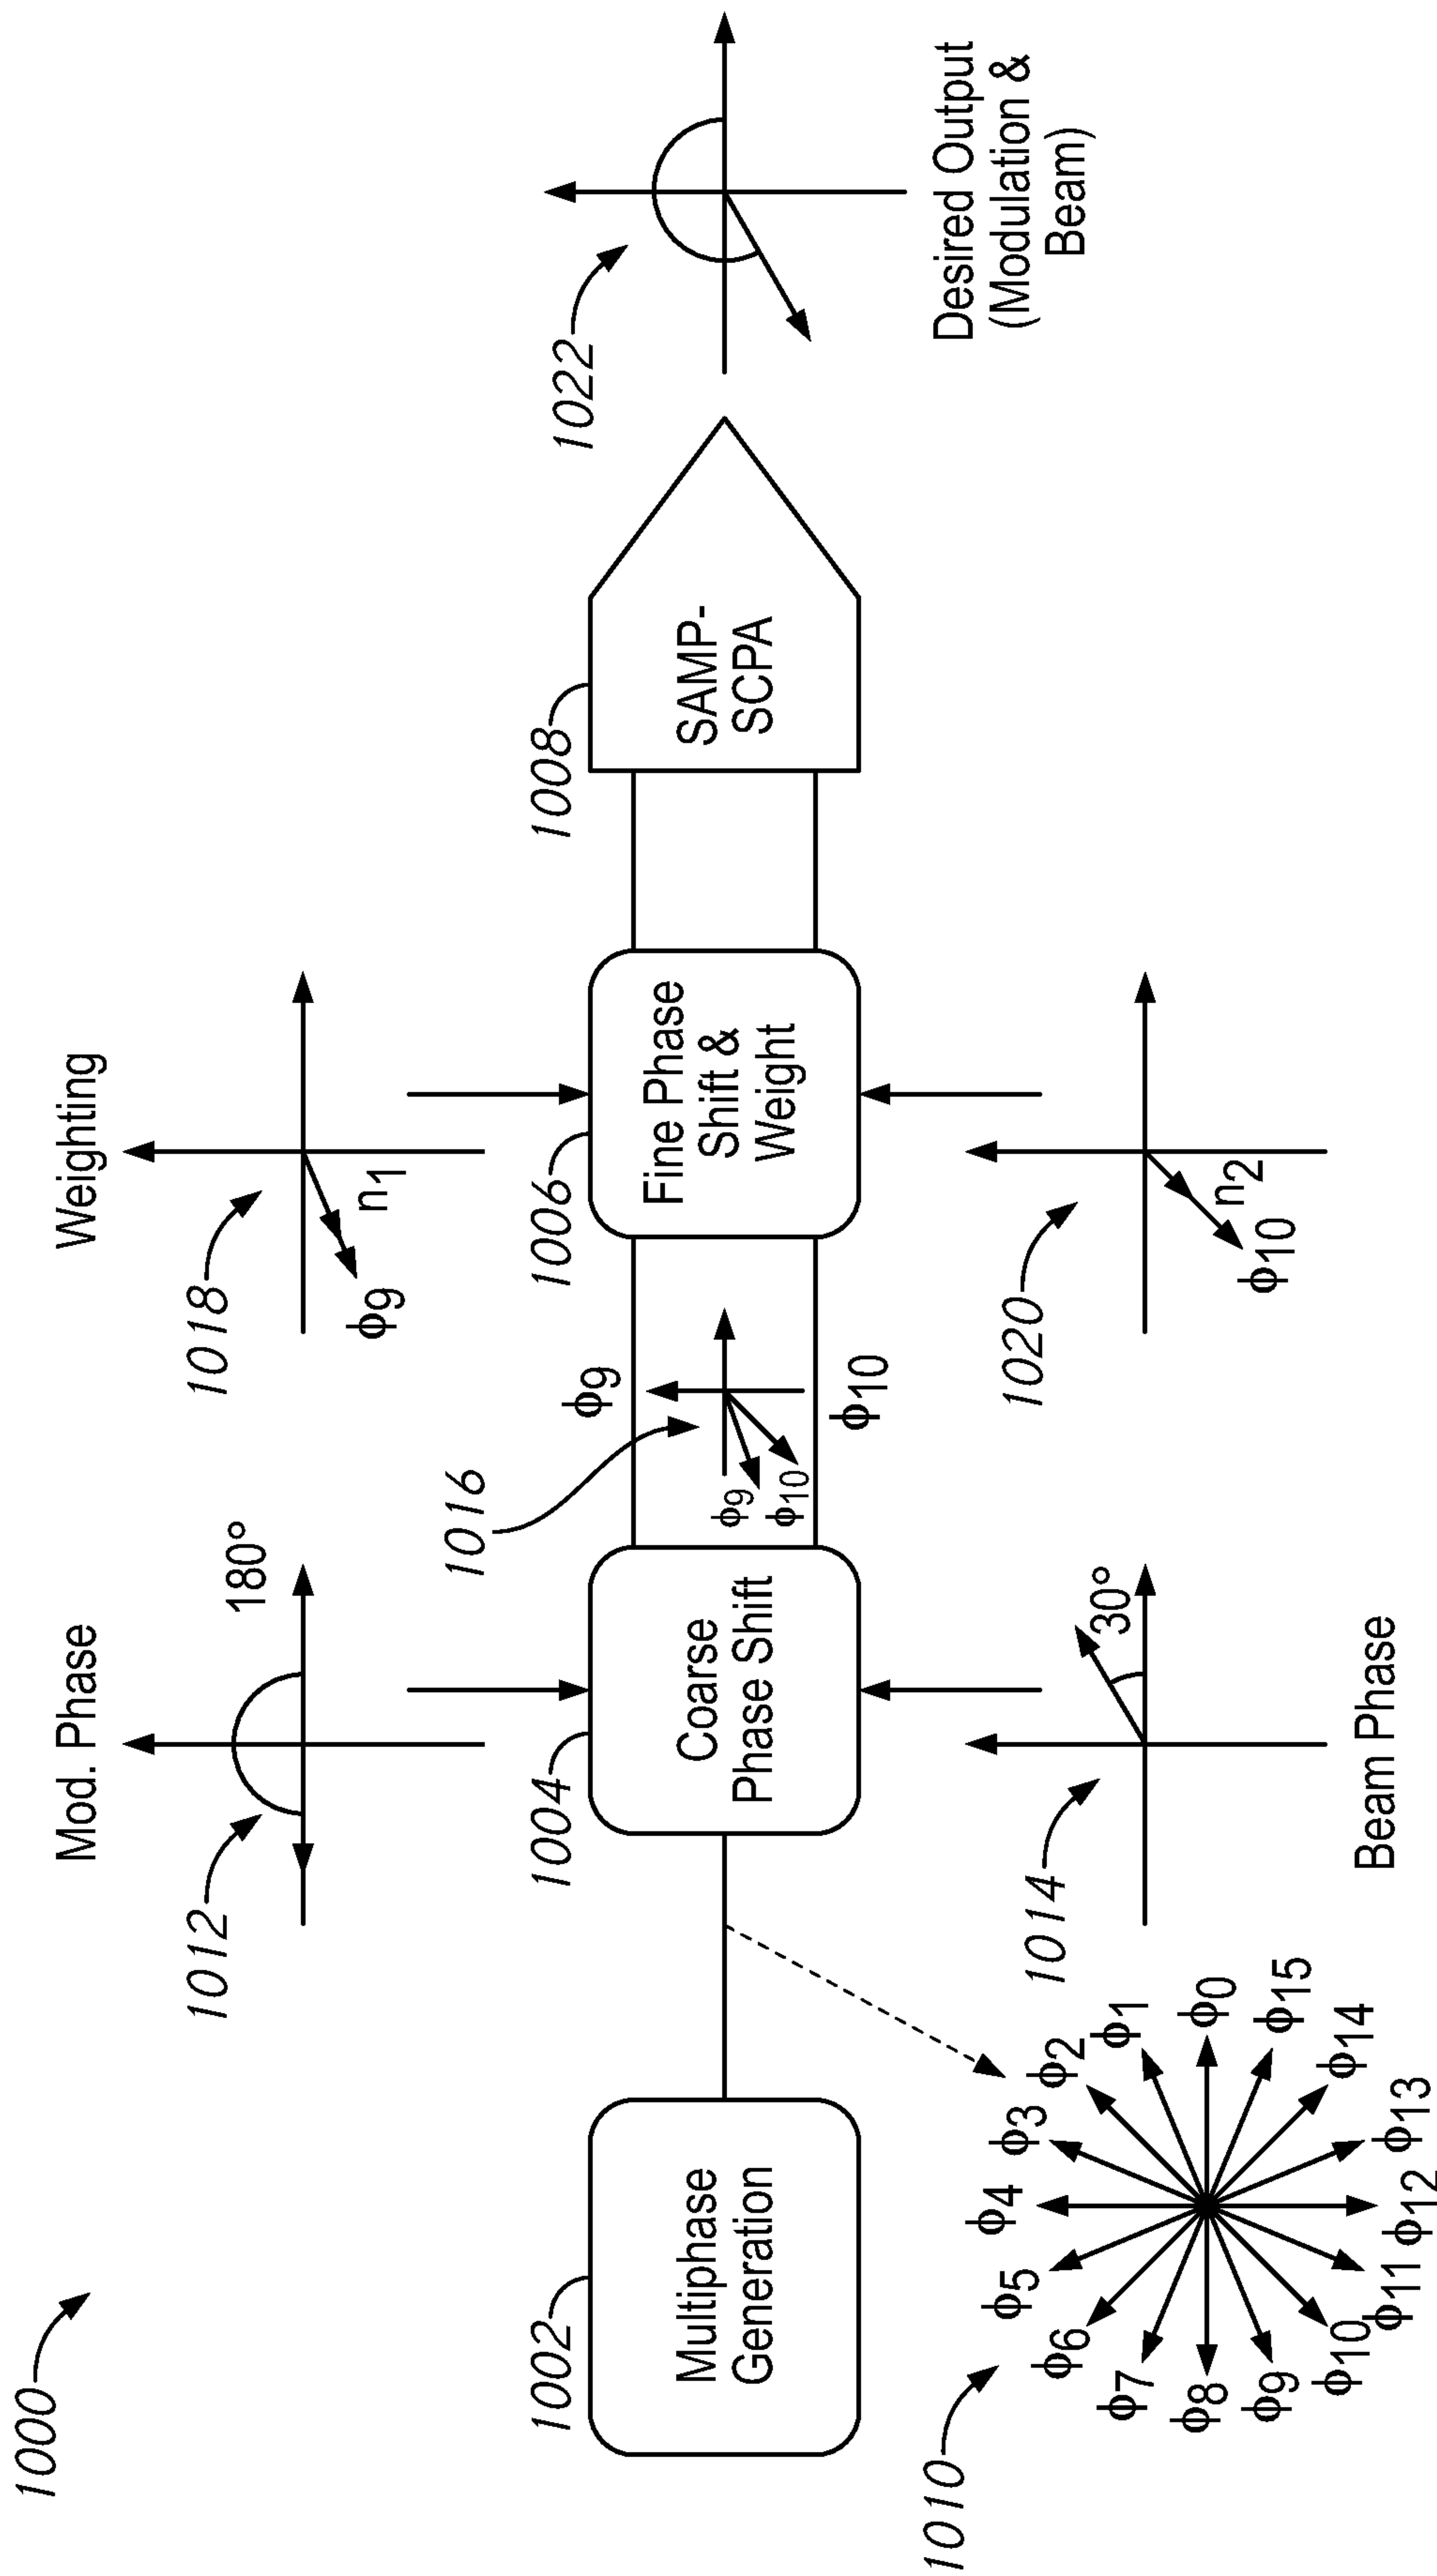 1000
Mod. Phase
Weighting
1012
180°
1018
ϕ9
n1
1002
Multiphase
Generation
1004
Coarse
Phase Shift
1016
ϕ9
ϕ9
ϕ10
ϕ10
1006
Fine Phase
Shift &
Weight
1008
SAMP-
SCPA
1022
Desired Output
(Modulation &
Beam)
1010
ϕ0
ϕ1
ϕ2
ϕ3
ϕ4
ϕ5
ϕ6
ϕ7
ϕ8
ϕ9
ϕ10
ϕ11
ϕ12
ϕ13
ϕ14
ϕ15
1014
30°
Beam Phase
1020
ϕ10
n2